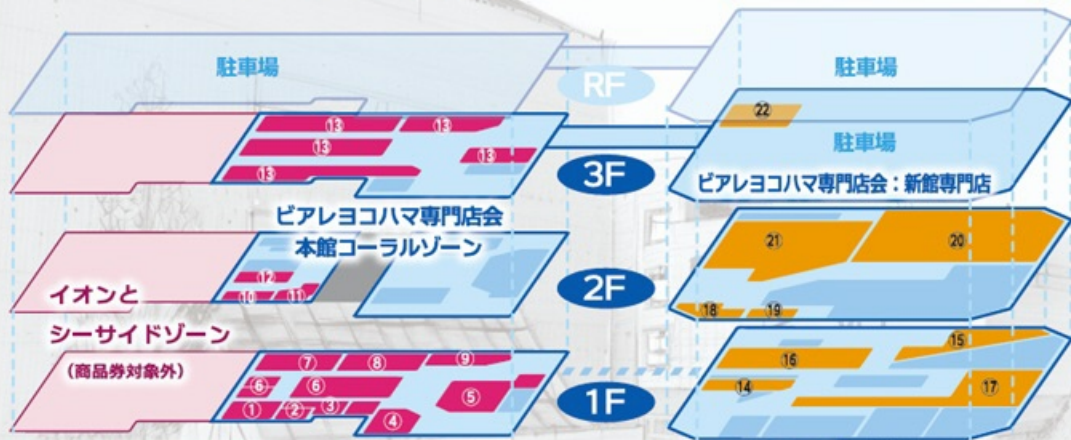 駐車場
RF
駐車場
⑬
⑬
⑬
⑬
⑬
3F
㉒
駐車場
ビアレヨコハマ専門店会：新館専門店
ビアレヨコハマ専門店会
本館コーラルゾーン
⑫
⑩
⑪
2F
㉑
⑳
⑱
⑲
イオンと
シーサイドゾーン
（商品券対象外）
⑦
⑧
⑨
⑥
⑥
⑤
①
②
③
④
1F
⑮
⑯
⑭
⑰